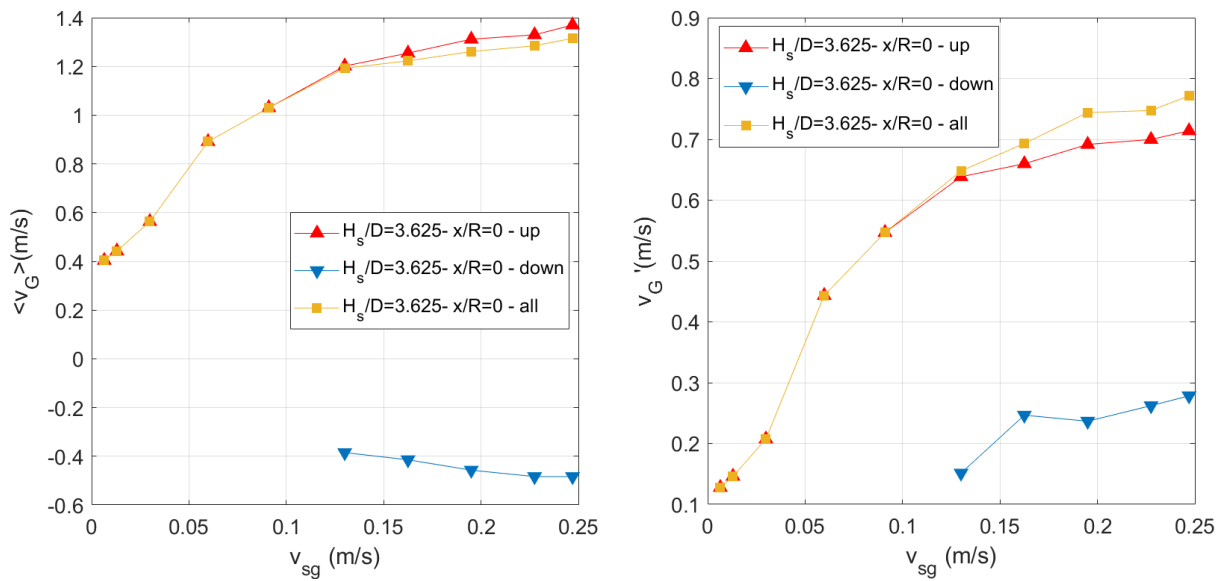 1.4
1.2
1
0.8
0.6
0.4
0.2
0
-0.2
-0.4
-0.6
<v_G>(m/s)
H_s/D=3.625- x/R=0 - up
H_s/D=3.625- x/R=0 - down
H_s/D=3.625- x/R=0 - all
0 0.05 0.1 0.15 0.2 0.25
v_sg (m/s)
0.9
0.8
0.7
0.6
0.5
0.4
0.3
0.2
0.1
v_G '(m/s)
H_s/D=3.625- x/R=0 - up
H_s/D=3.625- x/R=0 - down
H_s/D=3.625- x/R=0 - all
0 0.05 0.1 0.15 0.2 0.25
v_sg (m/s)